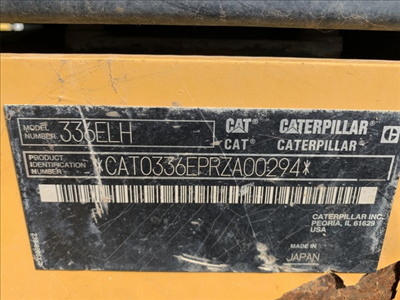 MODEL NUMBER 336ELH
CAT CATERPILLAR
CAT® CATERPILLAR®
PRODUCT IDENTIFICATION NUMBER *CAT0336EPRZA00294*
CATERPILLAR INC.
PEORIA, IL 61629
USA
MADE IN
JAPAN